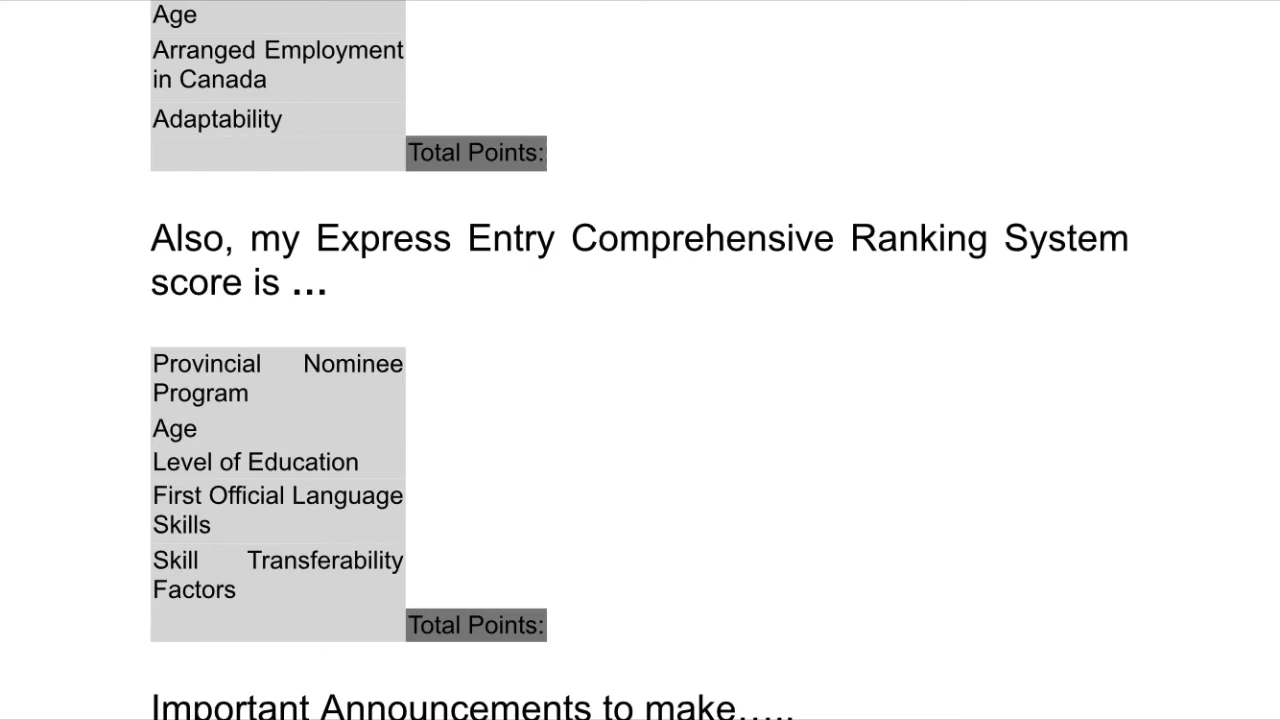 Age
Arranged Employment
in Canada
Adaptability
Total Points:
Also, my Express Entry Comprehensive Ranking System
score is ...
Provincial Nominee
Program
Age
Level of Education
First Official Language
Skills
Skill Transferability
Factors
Total Points:
Important Announcements to make.....